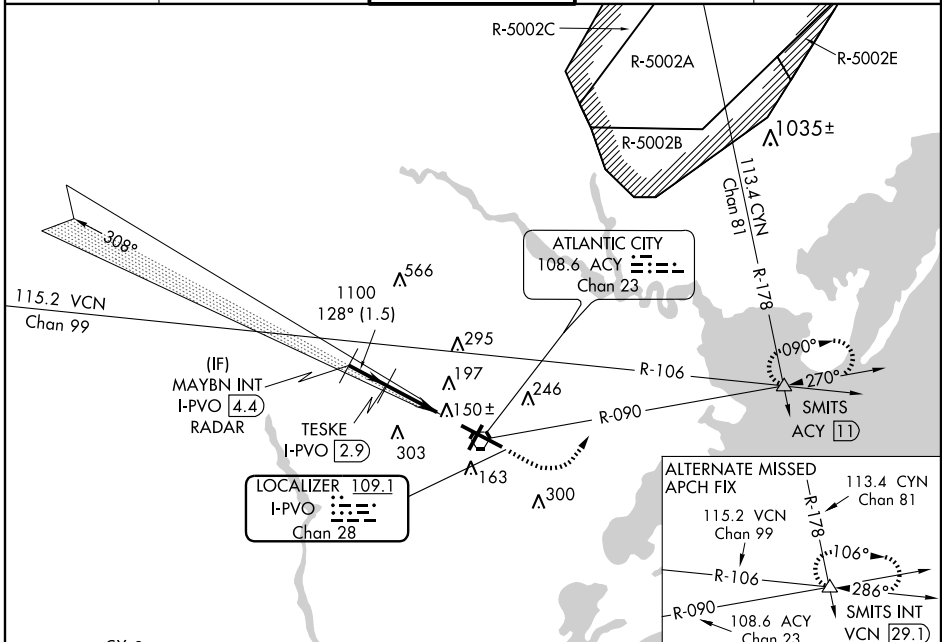 R-5002C
R-5002A
R-5002E
R-5002B
1035±
113.4 CYN
Chan 81
R-178
308°
566
ATLANTIC CITY
108.6 ACY
Chan 23
1100
128° (1.5)
115.2 VCN
Chan 99
295
R-106
090°
270°
(IF)
MAYBN INT
I-PVO 4.4
RADAR
197
246
150±
R-090
SMITS
ACY 11
TESKE
I-PVO 2.9
303
163
300
LOCALIZER 109.1
I-PVO
Chan 28
ALTERNATE MISSED
APCH FIX
113.4 CYN
Chan 81
R-178
115.2 VCN
Chan 99
106°
R-106
286°
R-090
SMITS INT
VCN 29.1
108.6 ACY
Chan 23